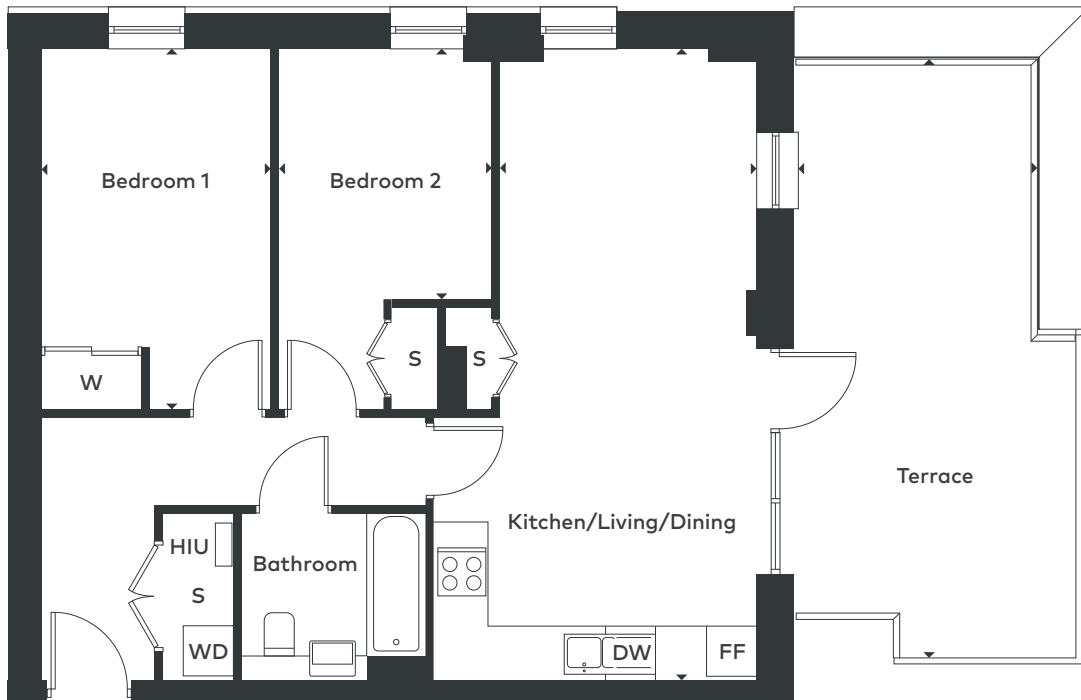 Bedroom 1
Bedroom 2
W
S
S
Terrace
Kitchen/Living/Dining
HIU
Bathroom
S
WD
DW
FF